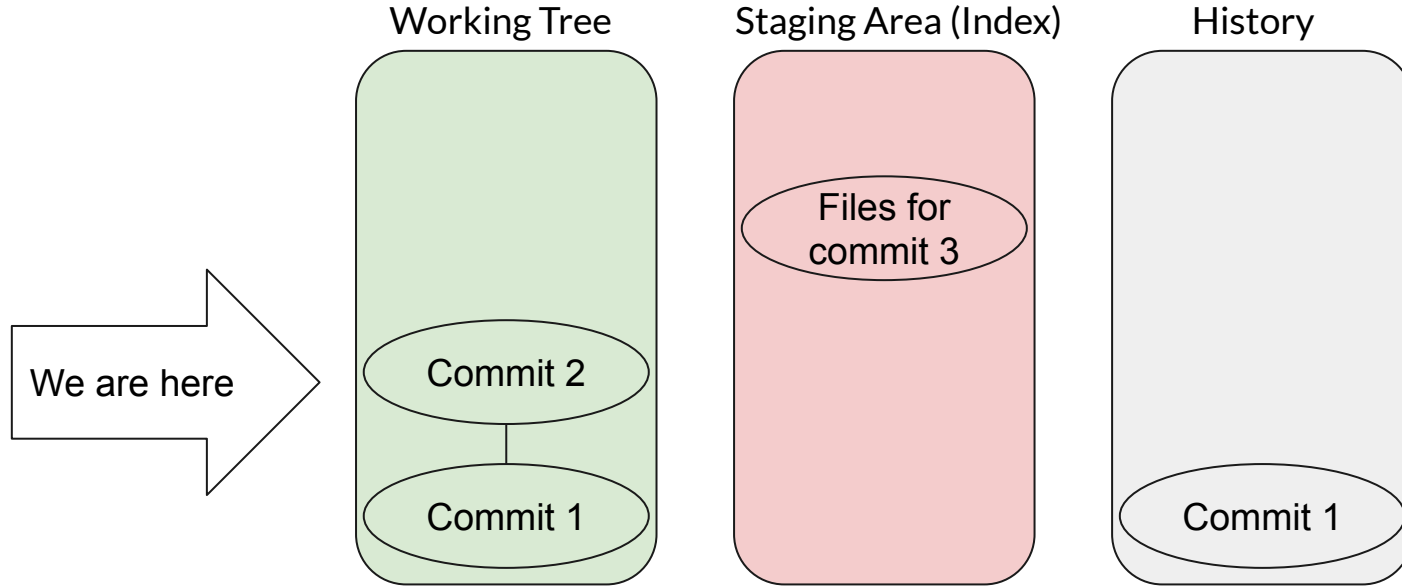 Working Tree
Staging Area (Index)
History
Files for
commit 3
We are here
Commit 2
Commit 1
Commit 1